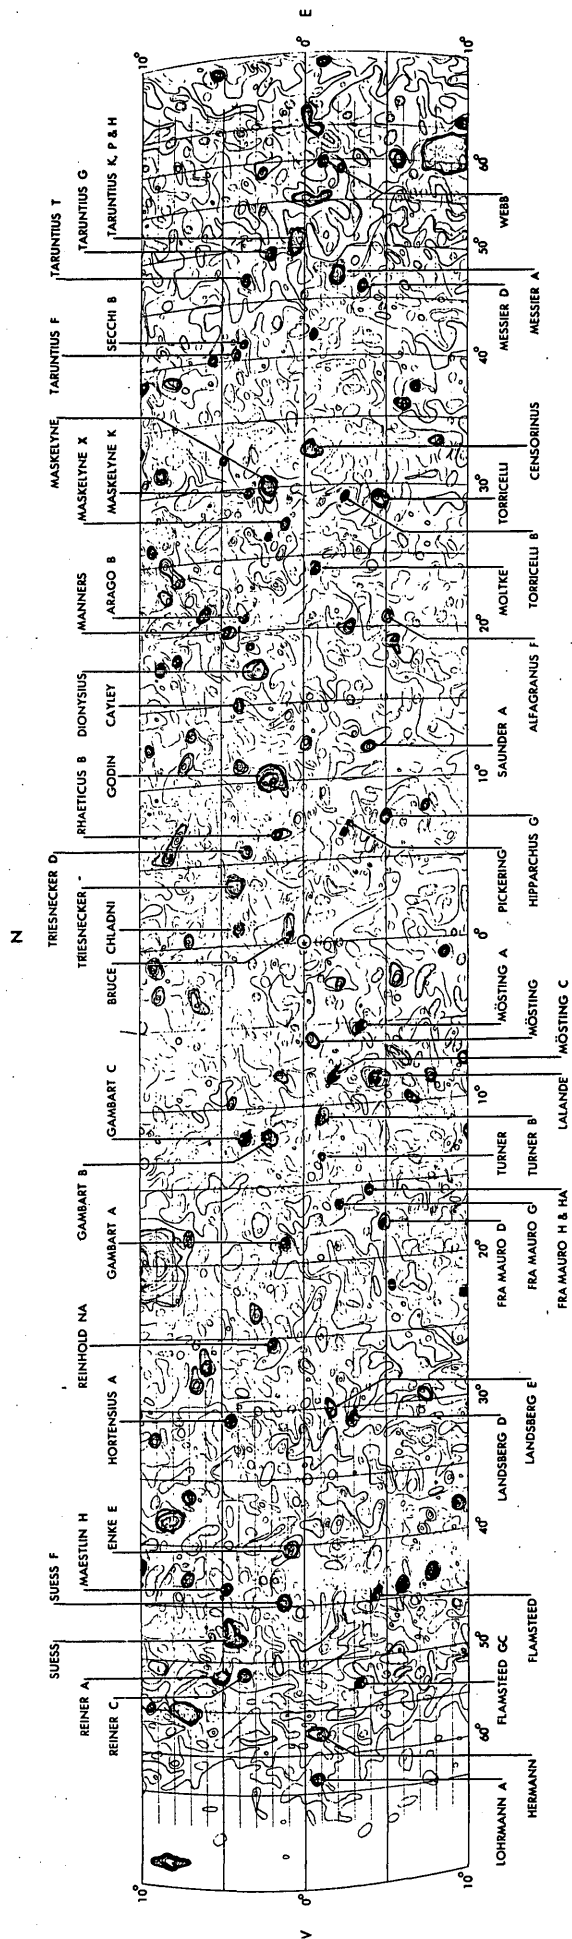 N
SUESS
SUESS F
TRIESNECKER D
MASKELYNE
TARUNTIUS F
TARUNTIUS T
REINER A
MAESTLIN H
REINHOLD NA
GAMBART B
TRIESNECKER -
RHAETICUS B
DIONYSIUS
MANNERS
MASKELYNE X
TARUNTIUS G
REINER C
ENKE E
HORTENSIUS A
GAMBART A
GAMBART C
BRUCE
CHLADNI
GODIN
CAYLEY
ARAGO B
MASKELYNE K
SECCHI B
TARUNTIUS K, P & H
10°
10°
V
0°
0°
E
10°
60°
50°
40°
30°
20°
10°
0°
10°
20°
30°
40°
50°
60°
10°
LOHRMANN A
FLAMSTEED GC
LANDSBERG D
FRA MAURO D
TURNER
MÖSTING A
PICKERING
SAUNDER A
MOLTKE
TORRICELLI
MESSIER D
WEBB
HERMANN
FLAMSTEED
LANDSBERG E
FRA MAURO G
TURNER B
MÖSTING
HIPPARCHUS G
ALFAGRANUS F
TORRICELLI B
CENSORINUS
MESSIER A
FRA MAURO H & HA
LALANDE
MÖSTING C